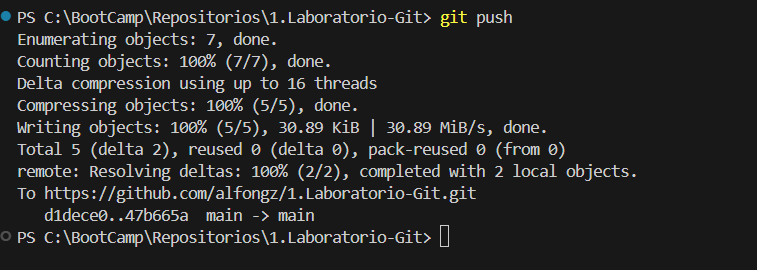 PS C:\BootCamp\Repositorios\1.Laboratorio-Git> git push
Enumerating objects: 7, done.
Counting objects: 100% (7/7), done.
Delta compression using up to 16 threads
Compressing objects: 100% (5/5), done.
Writing objects: 100% (5/5), 30.89 KiB | 30.89 MiB/s, done.
Total 5 (delta 2), reused 0 (delta 0), pack-reused 0 (from 0)
remote: Resolving deltas: 100% (2/2), completed with 2 local objects.
To https://github.com/alfongz/1.Laboratorio-Git.git
   d1dece0..47b665a  main -> main
PS C:\BootCamp\Repositorios\1.Laboratorio-Git>